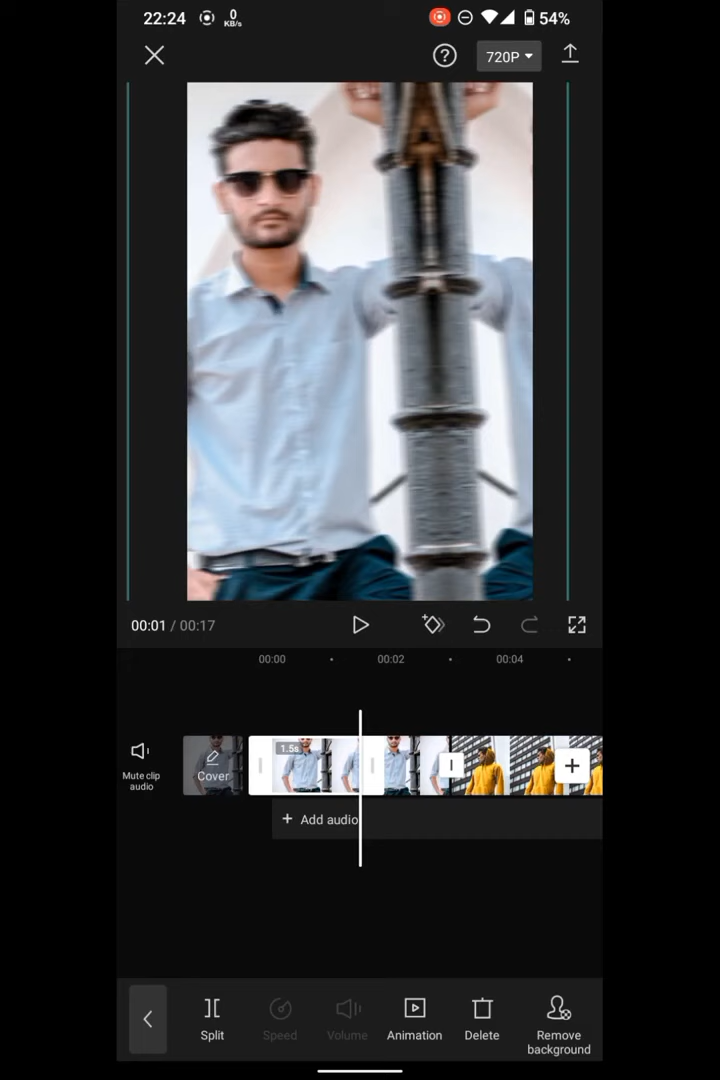 22:24 0 KB/s 54%
720P
00:01 / 00:17
00:00 00:02 00:04
Mute clip audio
Cover
1.5s
+ Add audio
Split Speed Volume Animation Delete Remove background